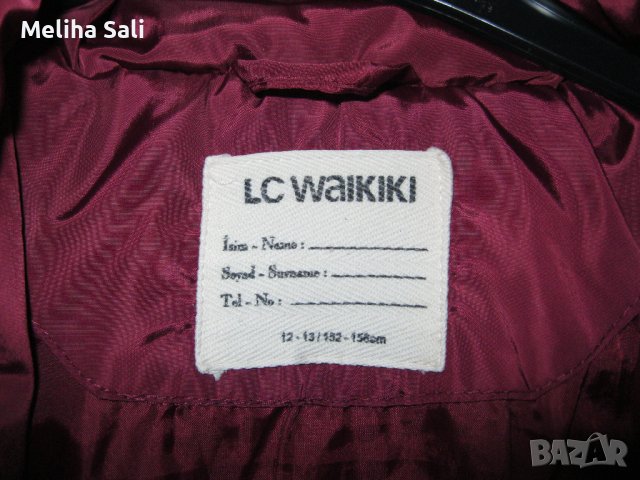 Meliha Sali
LC WAIKIKI
İsim - Name :
Soyad - Surname :
Tel - No :
12 - 13 / 152 - 158cm
BAZAR